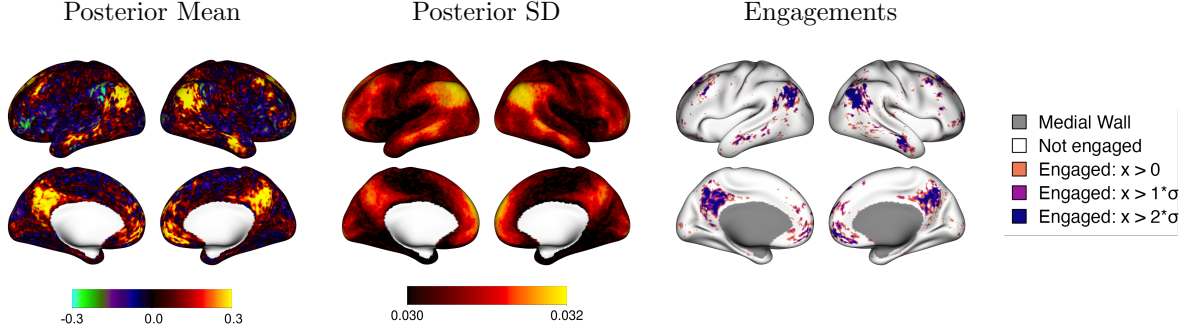 Posterior Mean
Posterior SD
Engagements
Medial Wall
Not engaged
Engaged: x > 0
Engaged: x > 1*σ
Engaged: x > 2*σ
-0.3 0.0 0.3
0.030 0.032